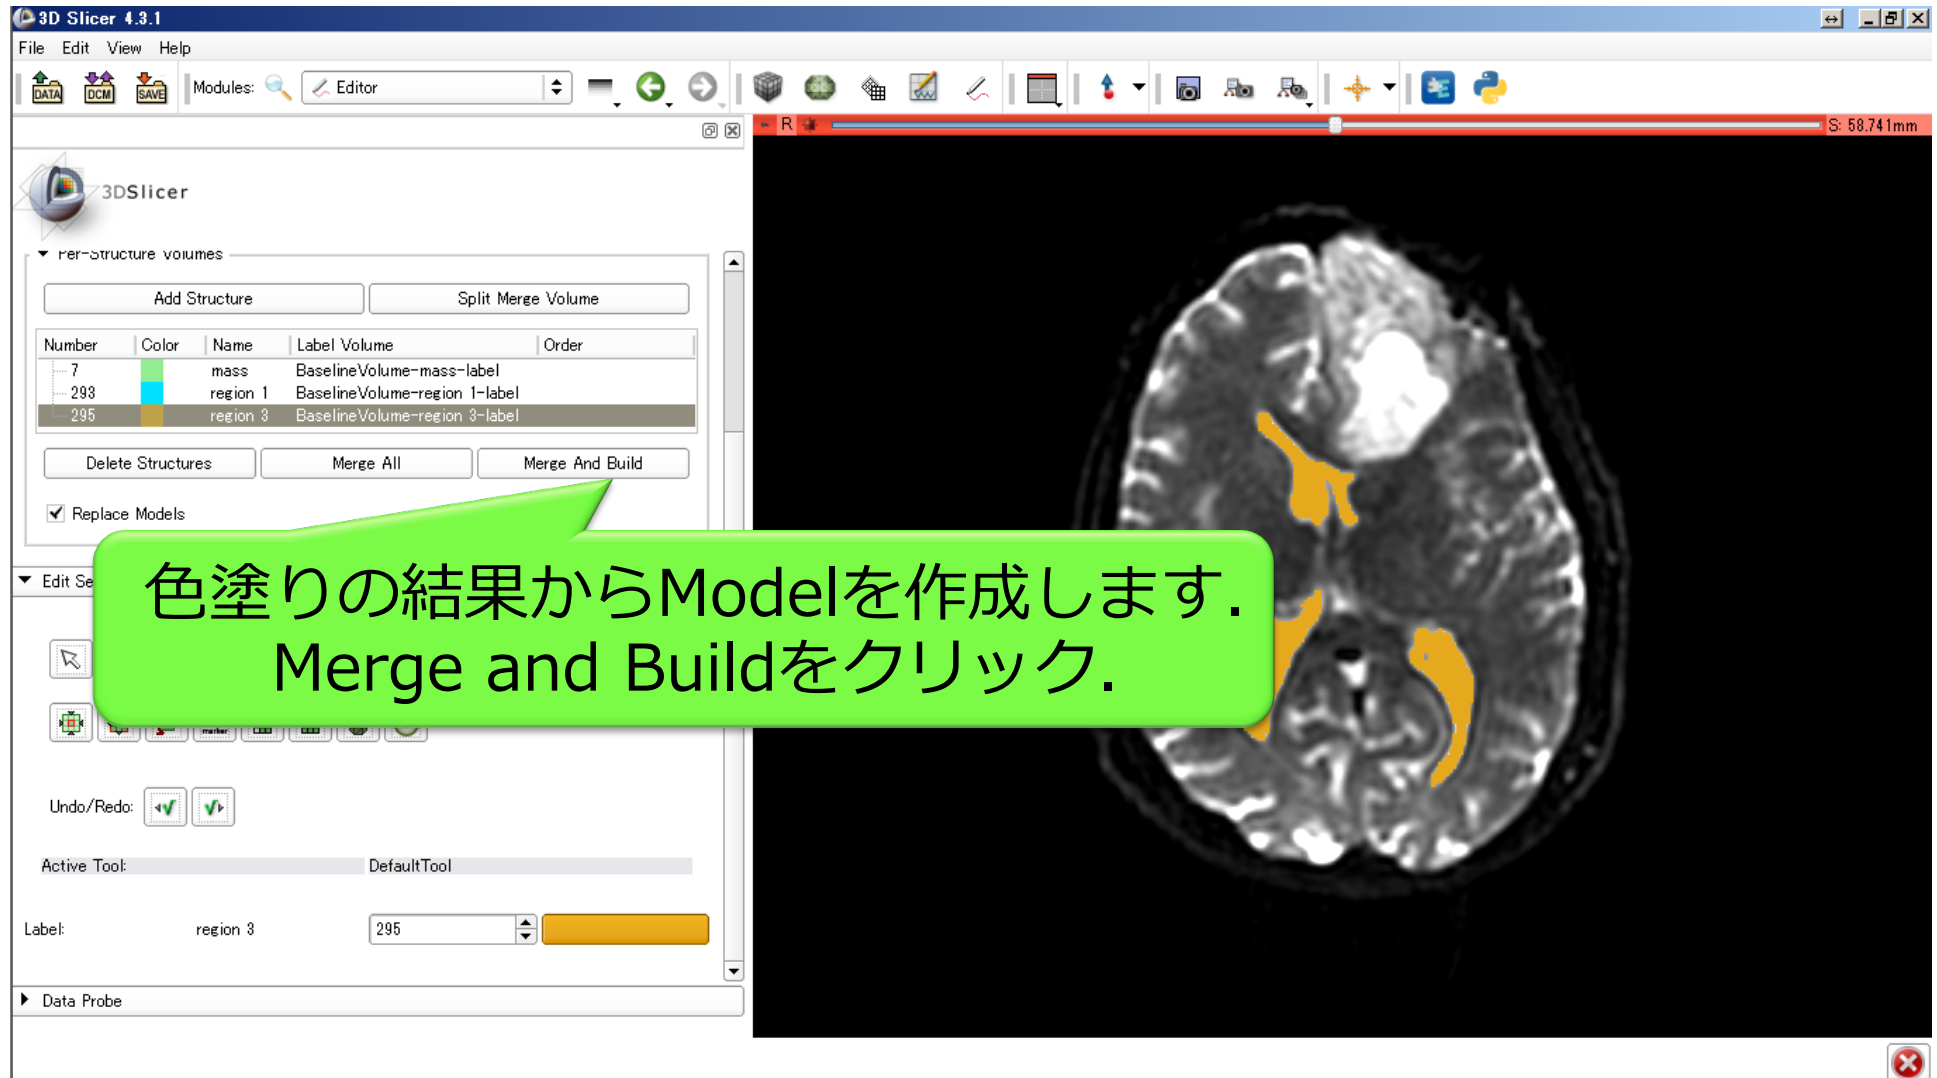 3D Slicer 4.3.1
File Edit View Help
DATA DCM SAVE Modules: Editor
R S: 58.741mm
3DSlicer
Per-Structure Volumes
Add Structure Split Merge Volume
Number Color Name Label Volume Order
7 mass BaselineVolume-mass-label
293 region 1 BaselineVolume-region 1-label
295 region 3 BaselineVolume-region 3-label
Delete Structures Merge All Merge And Build
Replace Models
色塗りの結果からModelを作成します.
Merge and Buildをクリック.
Edit Se
marker
Undo/Redo:
Active Tool: DefaultTool
Label: region 3 295
Data Probe